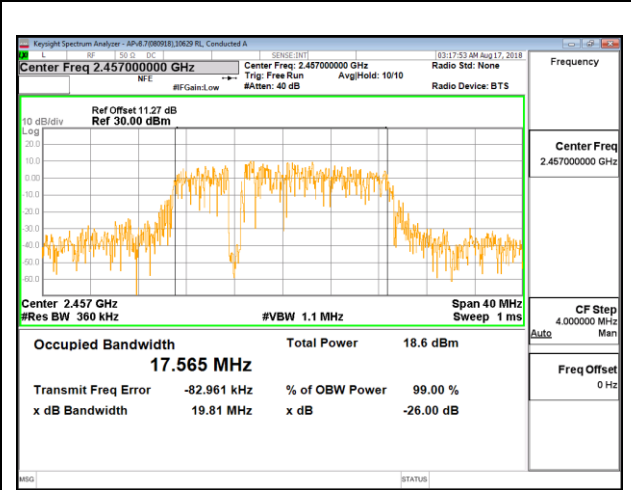 Keysight Spectrum Analyzer - APv8.7(080918),10629 RL, Conducted A
L RF 50 Ω DC SENSE:INT 03:17:53 AM Aug 17, 2018
Center Freq 2.457000000 GHz Center Freq: 2.457000000 GHz Radio Std: None Frequency
NFE Trig: Free Run Avg|Hold: 10/10
#IFGain:Low #Atten: 40 dB Radio Device: BTS
Ref Offset 11.27 dB
10 dB/div Ref 30.00 dBm
Log
20.0
10.0
0.00
-10.0
-20.0
-30.0
-40.0
-50.0
-60.0
Center Freq
2.457000000 GHz
Center 2.457 GHz Span 40 MHz
#Res BW 360 kHz #VBW 1.1 MHz Sweep 1 ms
CF Step
4.000000 MHz
Auto Man
Occupied Bandwidth Total Power 18.6 dBm
17.565 MHz
Freq Offset
0 Hz
Transmit Freq Error -82.961 kHz % of OBW Power 99.00 %
x dB Bandwidth 19.81 MHz x dB -26.00 dB
MSG STATUS